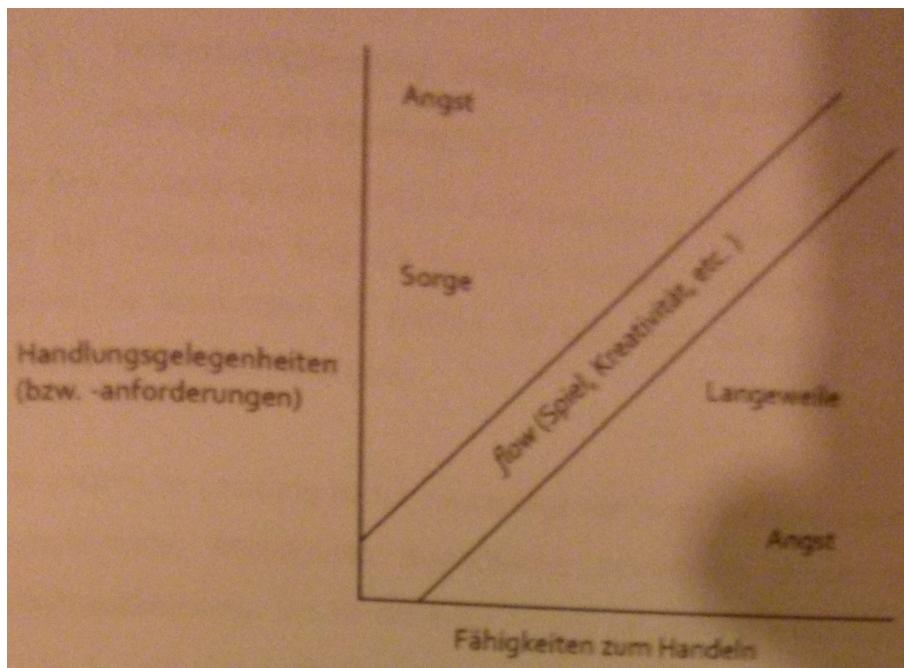 Angst
Sorge
Handlungsgelegenheiten
(bzw. -anforderungen)
flow (Spiel, Kreativität, etc. )
Langeweile
Angst
Fähigkeiten zum Handeln